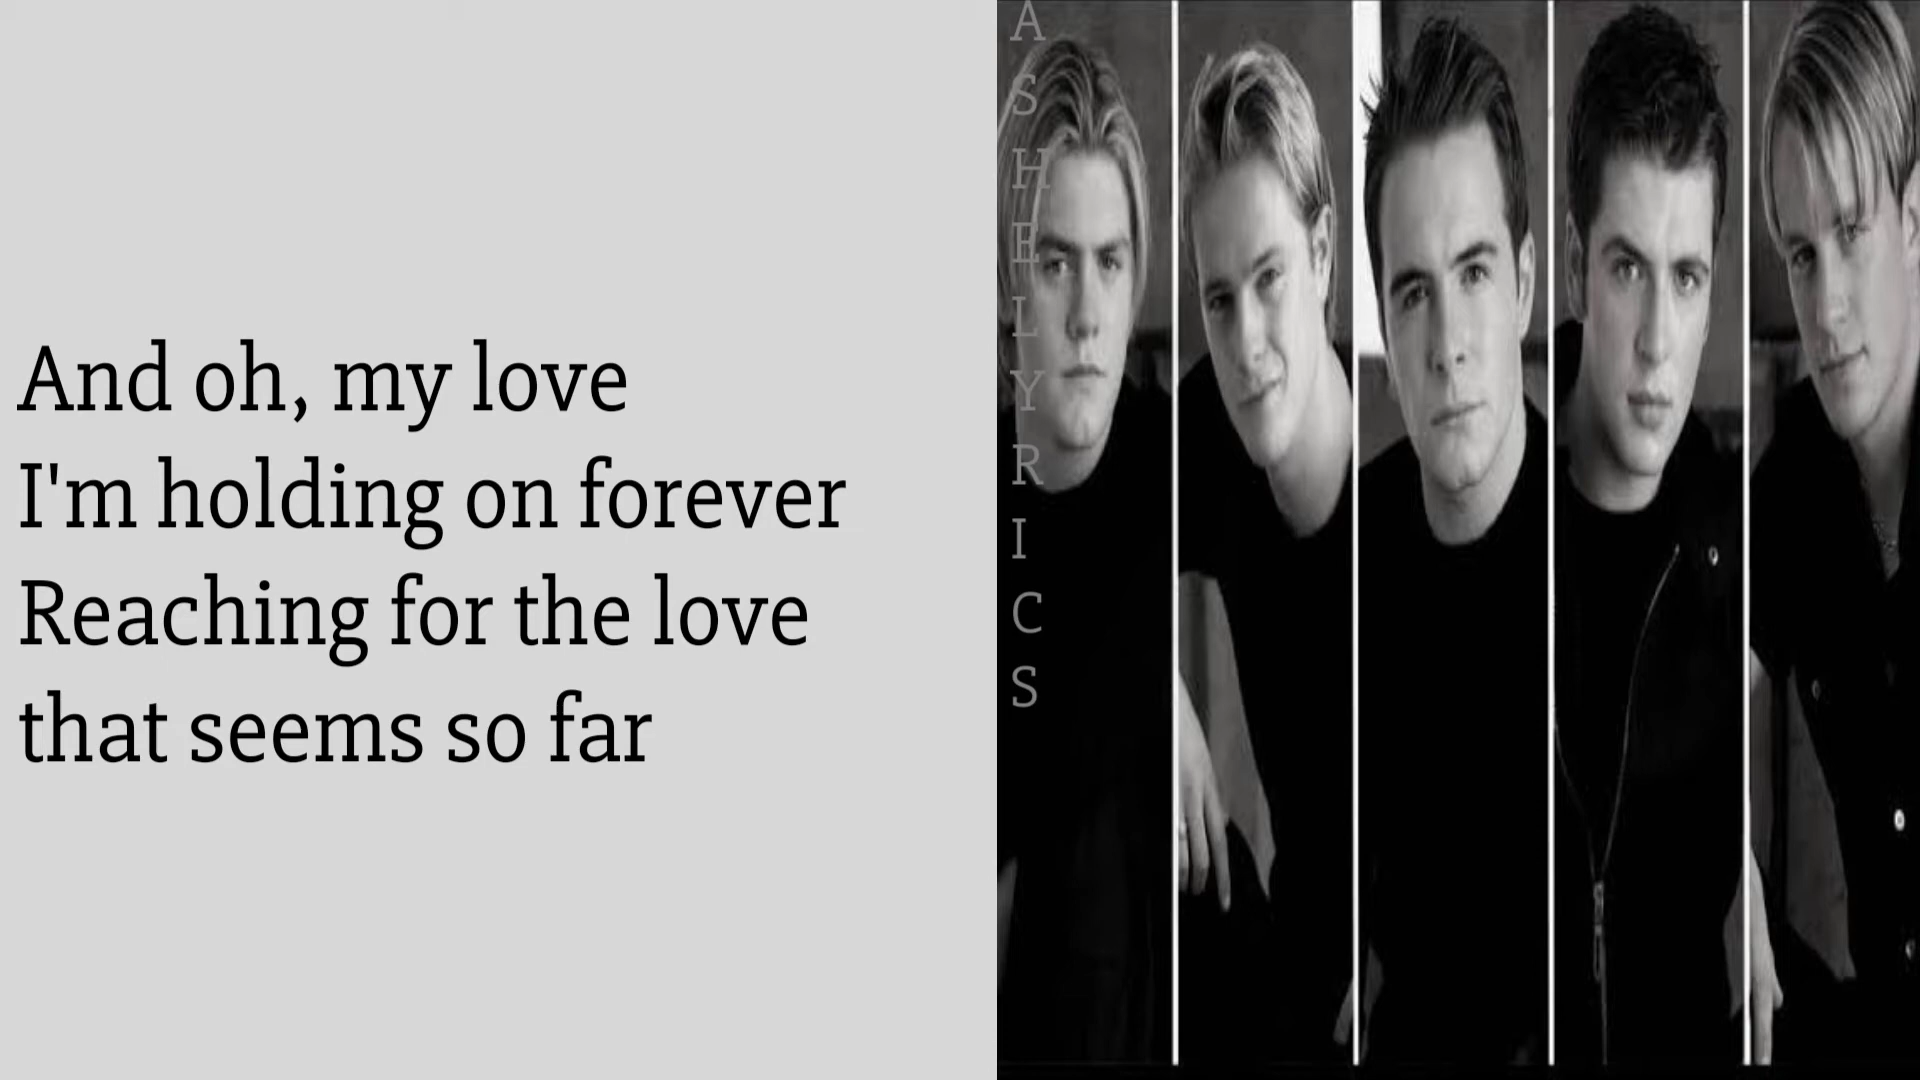 And oh, my love
I'm holding on forever
Reaching for the love
that seems so far
ASHELYRICS